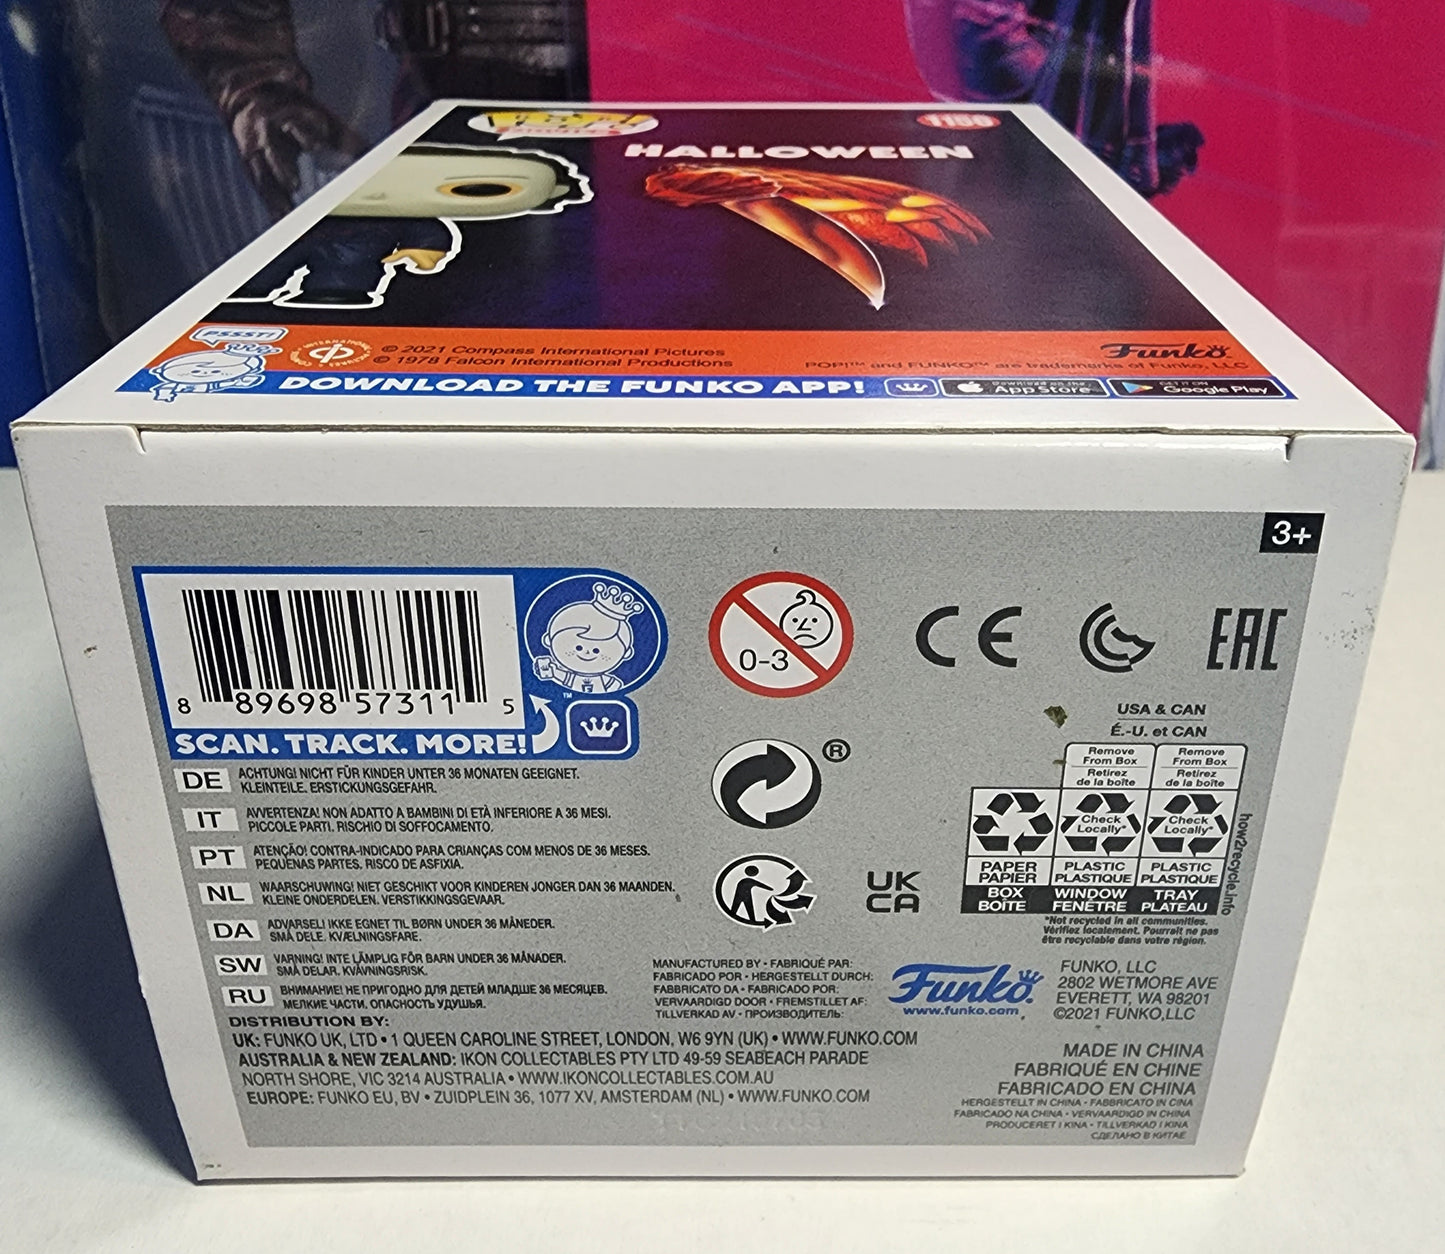 HALLOWEEN
PSSST!
© 2021 Compass International Pictures
© 1978 Falcon International Productions
POP!™ and FUNKO™ are trademarks of Funko, LLC
Funko
DOWNLOAD THE FUNKO APP!
Download on the
App Store
GET IT ON
Google Play
3+
8 89698 57311 5
TM
SCAN. TRACK. MORE!
0-3
CE
EAC
®
UK
CA
USA & CAN
É.-U. et CAN
Remove
From Box
Retirez
de la boîte
Remove
From Box
Retirez
de la boîte
Check
Locally*
Check
Locally*
PAPER
PAPIER
PLASTIC
PLASTIQUE
PLASTIC
PLASTIQUE
BOX
BOÎTE
WINDOW
FENÊTRE
TRAY
PLATEAU
how2recycle.info
*Not recycled in all communities.
Vérifiez localement. Pourrait ne pas
être recyclable dans votre région.
DE ACHTUNG! NICHT FÜR KINDER UNTER 36 MONATEN GEEIGNET.
KLEINTEILE. ERSTICKUNGSGEFAHR.
IT AVVERTENZA! NON ADATTO A BAMBINI DI ETÀ INFERIORE A 36 MESI.
PICCOLE PARTI. RISCHIO DI SOFFOCAMENTO.
PT ATENÇÃO! CONTRA-INDICADO PARA CRIANÇAS COM MENOS DE 36 MESES.
PEQUENAS PARTES. RISCO DE ASFIXIA.
NL WAARSCHUWING! NIET GESCHIKT VOOR KINDEREN JONGER DAN 36 MAANDEN.
KLEINE ONDERDELEN. VERSTIKKINGSGEVAAR.
DA ADVARSEL! IKKE EGNET TIL BØRN UNDER 36 MÅNEDER.
SMÅ DELE. KVÆLNINGSFARE.
SW VARNING! INTE LÄMPLIG FÖR BARN UNDER 36 MÅNADER.
SMÅ DELAR. KVÄVNINGSRISK.
RU ВНИМАНИЕ! НЕ ПРИГОДНО ДЛЯ ДЕТЕЙ МЛАДШЕ 36 МЕСЯЦЕВ.
МЕЛКИЕ ЧАСТИ. ОПАСНОСТЬ УДУШЬЯ.
MANUFACTURED BY • FABRIQUÉ PAR:
FABRICADO POR • HERGESTELLT DURCH:
FABBRICATO DA • FABRICADO POR:
VERVAARDIGD DOOR • FREMSTILLET AF:
TILLVERKAD AV • ПРОИЗВОДИТЕЛЬ:
Funko
www.funko.com
FUNKO, LLC
2802 WETMORE AVE
EVERETT, WA 98201
©2021 FUNKO,LLC
DISTRIBUTION BY:
UK: FUNKO UK, LTD • 1 QUEEN CAROLINE STREET, LONDON, W6 9YN (UK) • WWW.FUNKO.COM
AUSTRALIA & NEW ZEALAND: IKON COLLECTABLES PTY LTD 49-59 SEABEACH PARADE
NORTH SHORE, VIC 3214 AUSTRALIA • WWW.IKONCOLLECTABLES.COM.AU
EUROPE: FUNKO EU, BV • ZUIDPLEIN 36, 1077 XV, AMSTERDAM (NL) • WWW.FUNKO.COM
MADE IN CHINA
FABRIQUÉ EN CHINE
FABRICADO EN CHINA
HERGESTELLT IN CHINA • FABBRICATO IN CINA
FABRICADO NA CHINA • VERVAARDIGD IN CHINA
PRODUCERET I KINA • TILLVERKAD I KINA
СДЕЛАНО В КИТАЕ